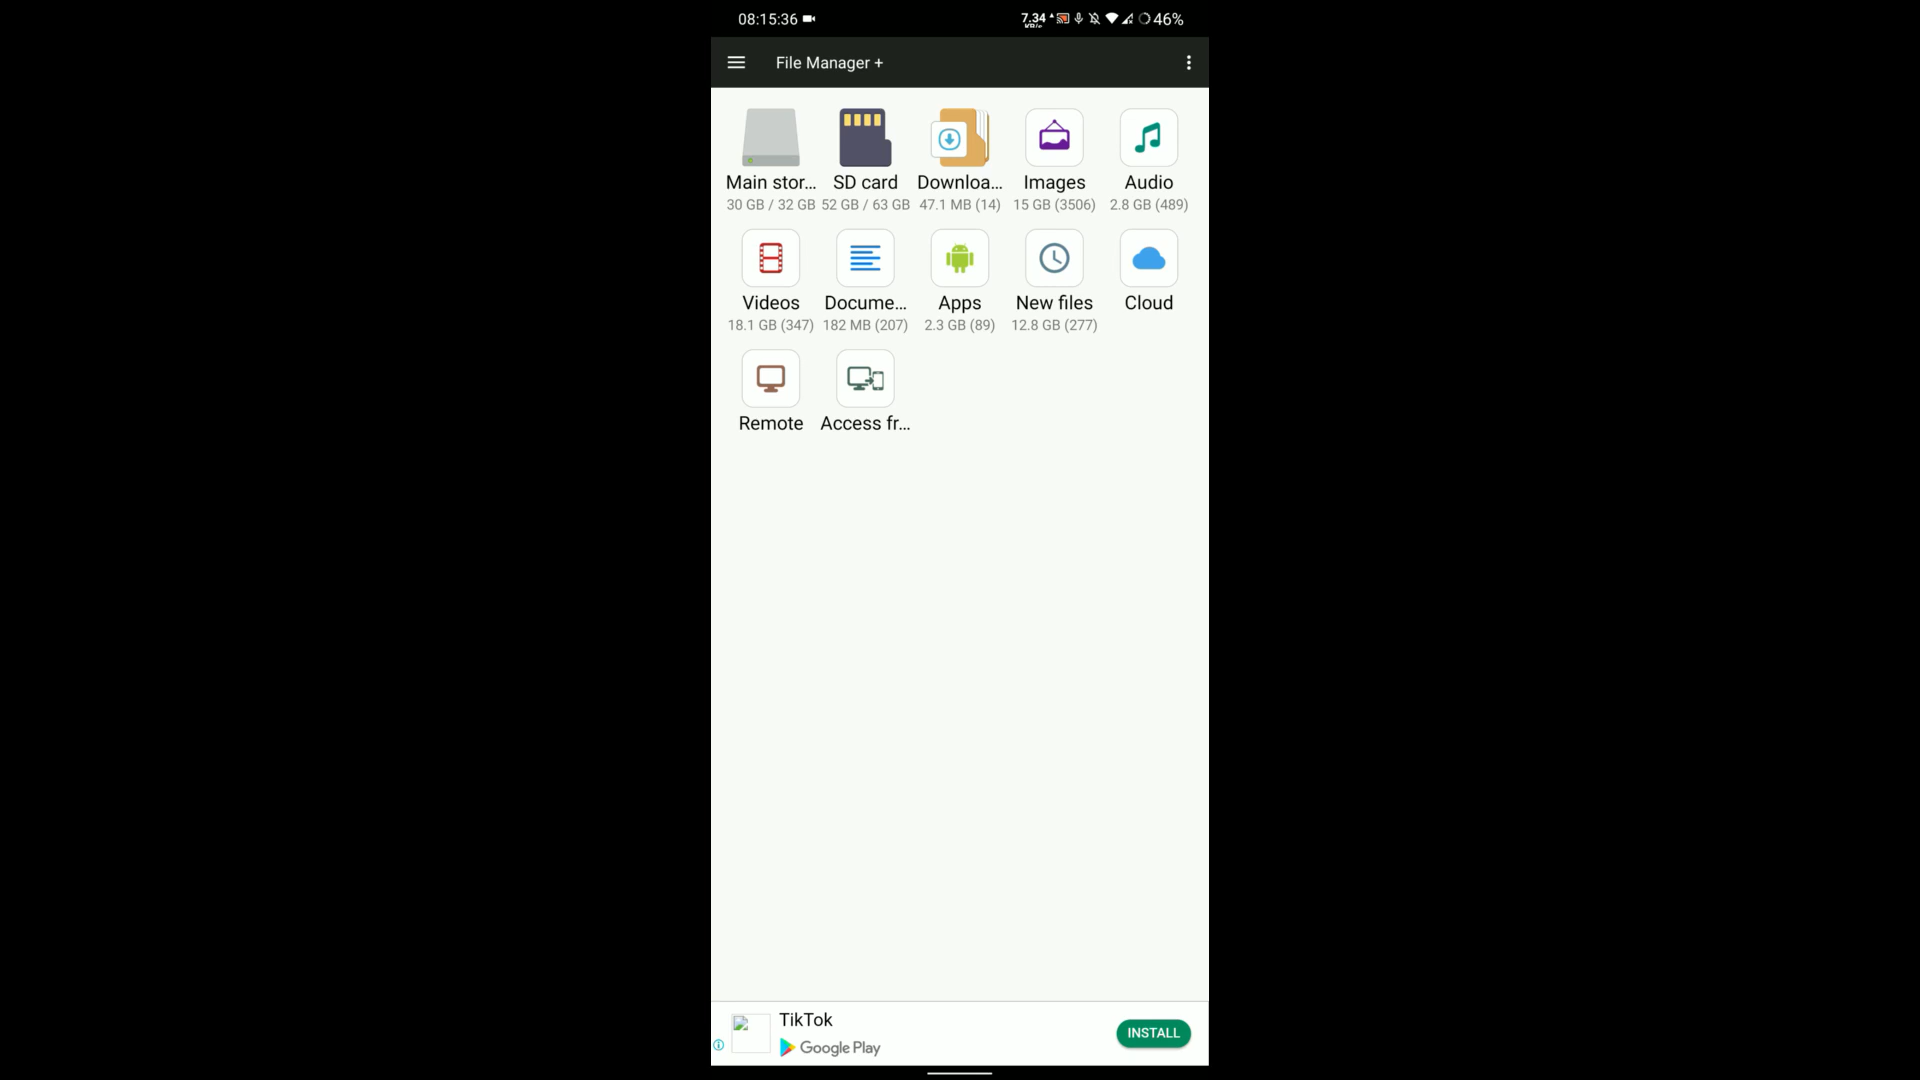 08:15:36
7.34
KB/s
46%
File Manager +
Main stor...
SD card
Downloa...
Images
Audio
30 GB / 32 GB
52 GB / 63 GB
47.1 MB (14)
15 GB (3506)
2.8 GB (489)
Videos
Docume...
Apps
New files
Cloud
18.1 GB (347)
182 MB (207)
2.3 GB (89)
12.8 GB (277)
Remote
Access fr...
TikTok
Google Play
INSTALL